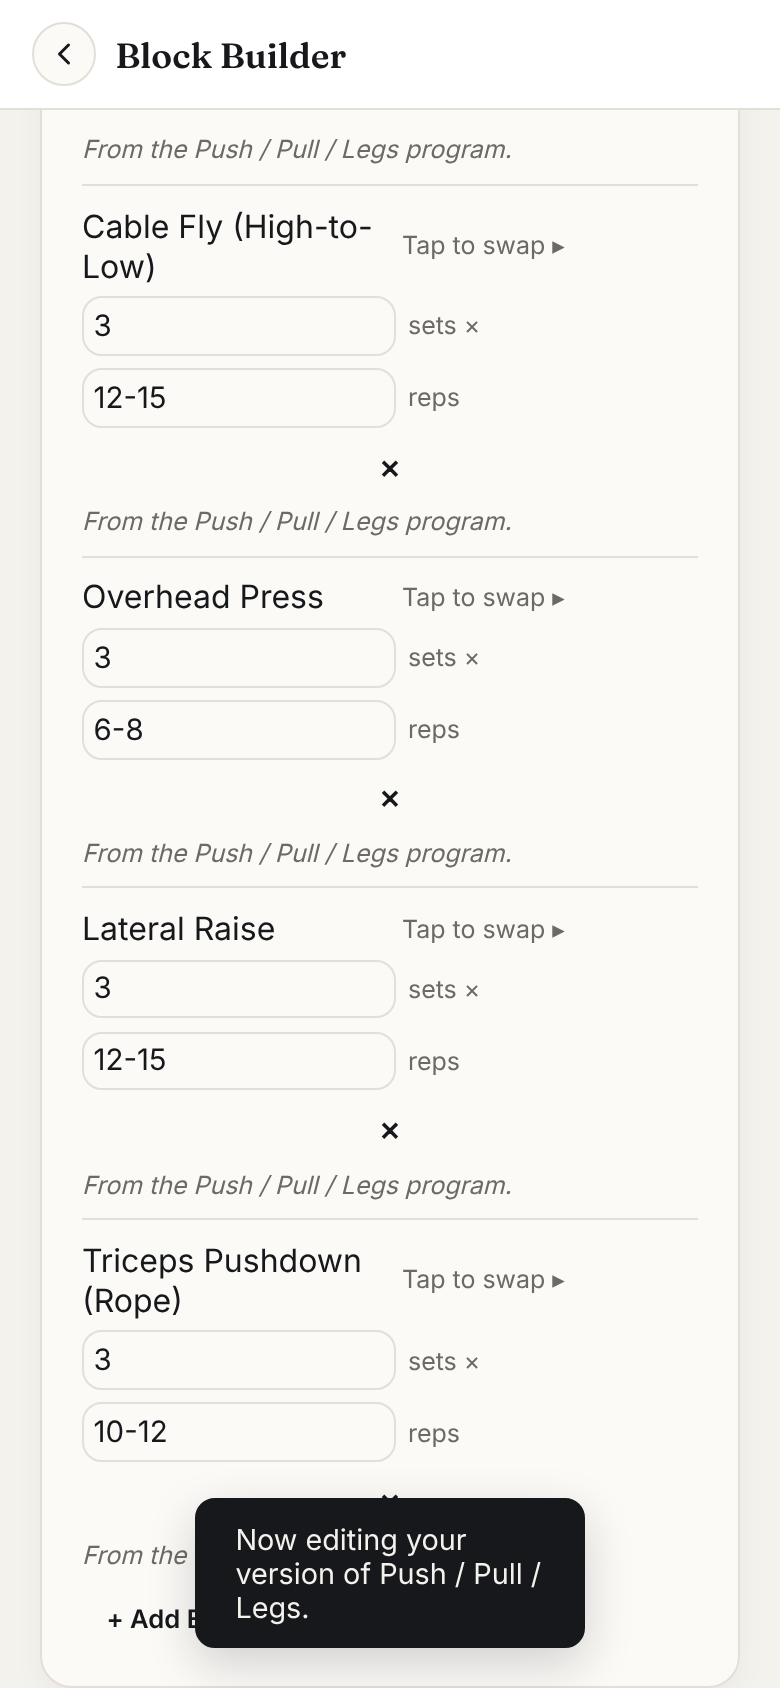 Block Builder
From the Push / Pull / Legs program.
Cable Fly (High-to-
Low)
Tap to swap ▸
3 sets ×
12-15 reps
×
From the Push / Pull / Legs program.
Overhead Press Tap to swap ▸
3 sets ×
6-8 reps
×
From the Push / Pull / Legs program.
Lateral Raise Tap to swap ▸
3 sets ×
12-15 reps
×
From the Push / Pull / Legs program.
Triceps Pushdown
(Rope)
Tap to swap ▸
3 sets ×
10-12 reps
From the
+ Add
Now editing your
version of Push / Pull /
Legs.